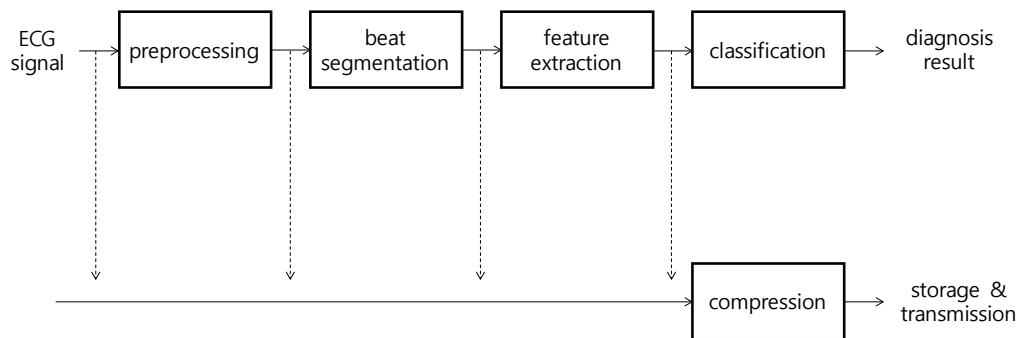 ECG
signal
preprocessing
beat
segmentation
feature
extraction
classification
diagnosis
result
compression
storage &
transmission